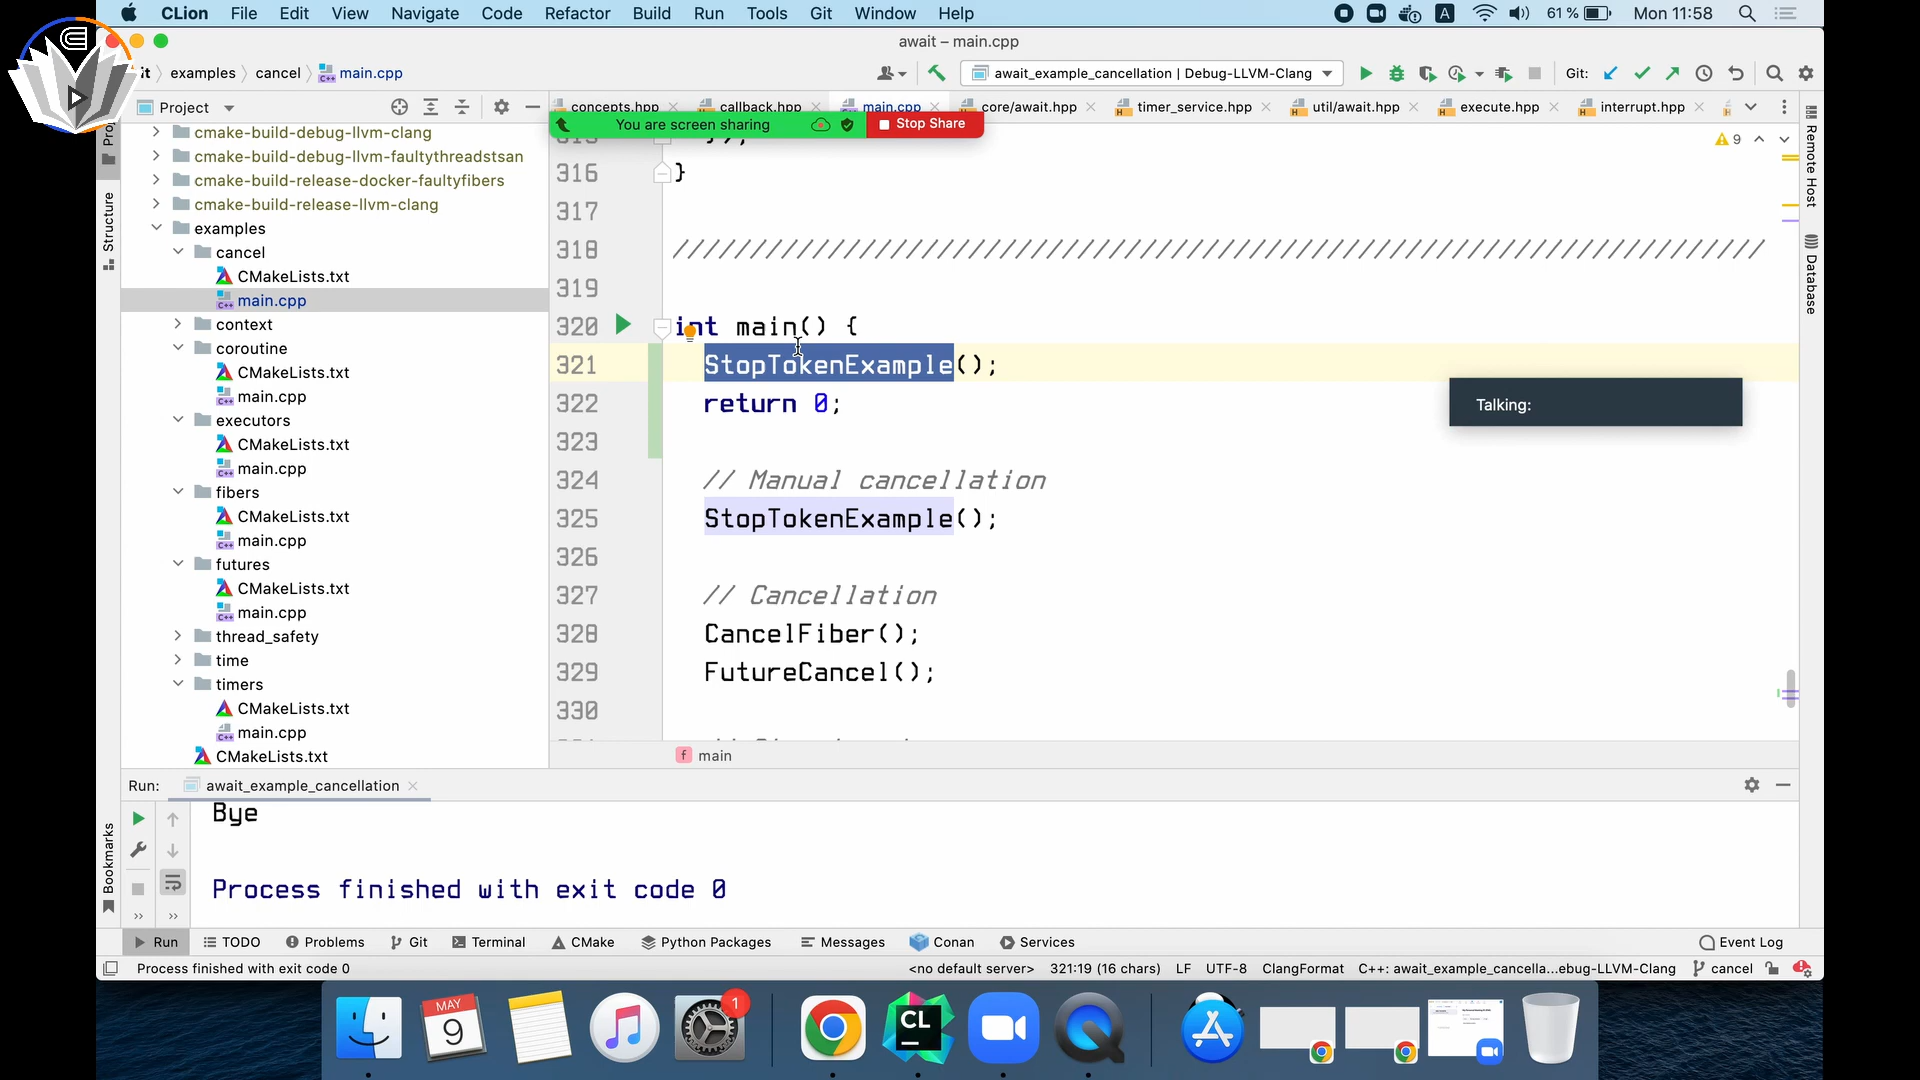 CLion File Edit View Navigate Code Refactor Build Run Tools Git Window Help
A 61 % Mon 11:58
await – main.cpp
it examples cancel main.cpp
await_example_cancellation | Debug-LLVM-Clang
Git:
Project
concepts.hpp callback.hpp main.cpp core/await.hpp timer_service.hpp util/await.hpp execute.hpp interrupt.hpp
You are screen sharing Stop Share
cmake-build-debug-llvm-clang
cmake-build-debug-llvm-faultythreadstsan
cmake-build-release-docker-faultyfibers
cmake-build-release-llvm-clang
examples
cancel
CMakeLists.txt
main.cpp
context
coroutine
CMakeLists.txt
main.cpp
executors
CMakeLists.txt
main.cpp
fibers
CMakeLists.txt
main.cpp
futures
CMakeLists.txt
main.cpp
thread_safety
time
timers
CMakeLists.txt
main.cpp
CMakeLists.txt
Structure
Bookmarks
9
316 }
317
318 ////////////////////////////////////////////////////////////////////////
319
320 int main() {
321 StopTokenExample();
322 return 0;
323
324 // Manual cancellation
325 StopTokenExample();
326
327 // Cancellation
328 CancelFiber();
329 FutureCancel();
330
Talking:
Remote Host
Database
f main
Run: await_example_cancellation
Bye
Process finished with exit code 0
Run TODO Problems Git Terminal CMake Python Packages Messages Conan Services Event Log
Process finished with exit code 0 <no default server> 321:19 (16 chars) LF UTF-8 ClangFormat C++: await_example_cancella...ebug-LLVM-Clang cancel
MAY
9
1
CL